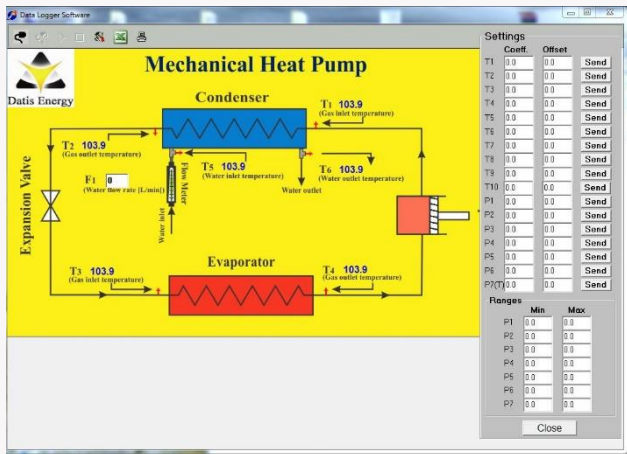 Data Logger Software
Datis Energy
Mechanical Heat Pump
Condenser
T1 103.9
(Gas inlet temperature)
T2 103.9
(Gas outlet temperature)
T5 103.9
(Water inlet temperature)
T6 103.9
(Water outlet temperature)
F1 0
(Water flow rate [L/min])
Flow Meter
Water inlet
Water outlet
Expansion Valve
Evaporator
T3 103.9
(Gas inlet temperature)
T4 103.9
(Gas outlet temperature)
Settings
Coeff. Offset
T1 0.0 0.0 Send
T2 0.0 0.0 Send
T3 0.0 0.0 Send
T4 0.0 0.0 Send
T5 0.0 0.0 Send
T6 0.0 0.0 Send
T7 0.0 0.0 Send
T8 0.0 0.0 Send
T9 0.0 0.0 Send
T10 0.0 0.0 Send
P1 0.0 0.0 Send
P2 0.0 0.0 Send
P3 0.0 0.0 Send
P4 0.0 0.0 Send
P5 0.0 0.0 Send
P6 0.0 0.0 Send
P7(T) 0.0 0.0 Send
Ranges
Min Max
P1 0.0 0.0
P2 0.0 0.0
P3 0.0 0.0
P4 0.0 0.0
P5 0.0 0.0
P6 0.0 0.0
P7 0.0 0.0
Close